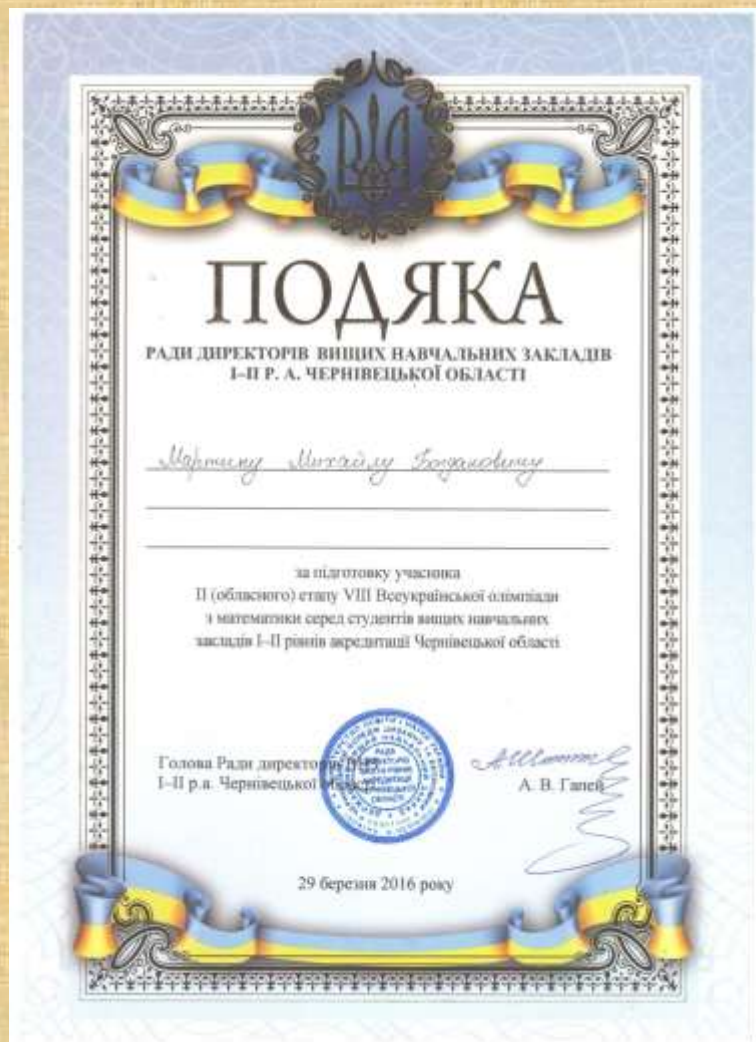 ПОДЯКА
РАДИ ДИРЕКТОРІВ ВИЩИХ НАВЧАЛЬНИХ ЗАКЛАДІВ
І–ІІ Р. А. ЧЕРНІВЕЦЬКОЇ ОБЛАСТІ
Мартину Михайлу Богдановичу
за підготовку учасника
ІІ (обласного) етапу VIII Всеукраїнської олімпіади
з математики серед студентів вищих навчальних
закладів І–ІІ рівнів акредитації Чернівецької області
Голова Ради директорів
І–ІІ р.а. Чернівецької області
А. В. Гапей
29 березня 2016 року